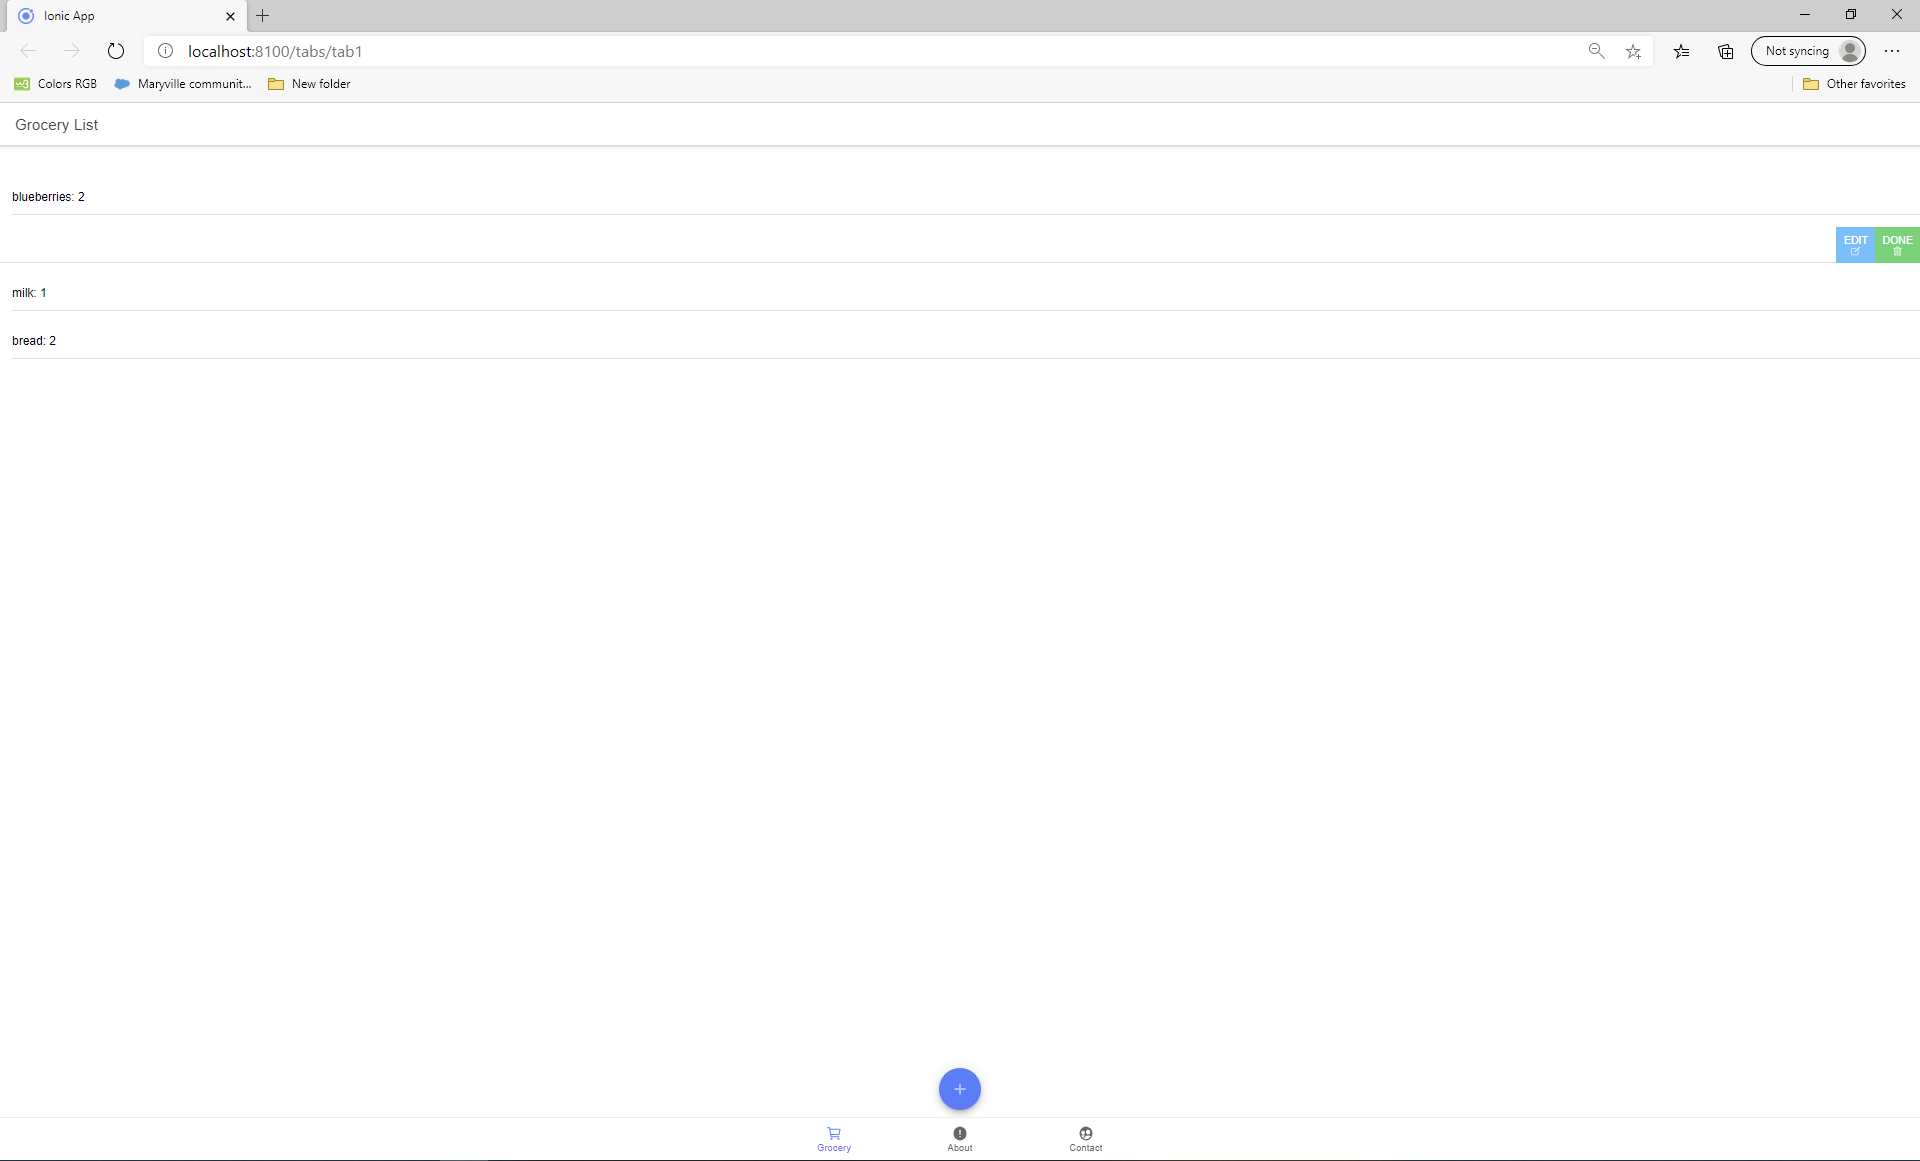 Ionic App
localhost:8100/tabs/tab1
Not syncing
Colors RGB
Maryville communit...
New folder
Other favorites
Grocery List
blueberries: 2
EDIT
DONE
milk: 1
bread: 2
Grocery
About
Contact